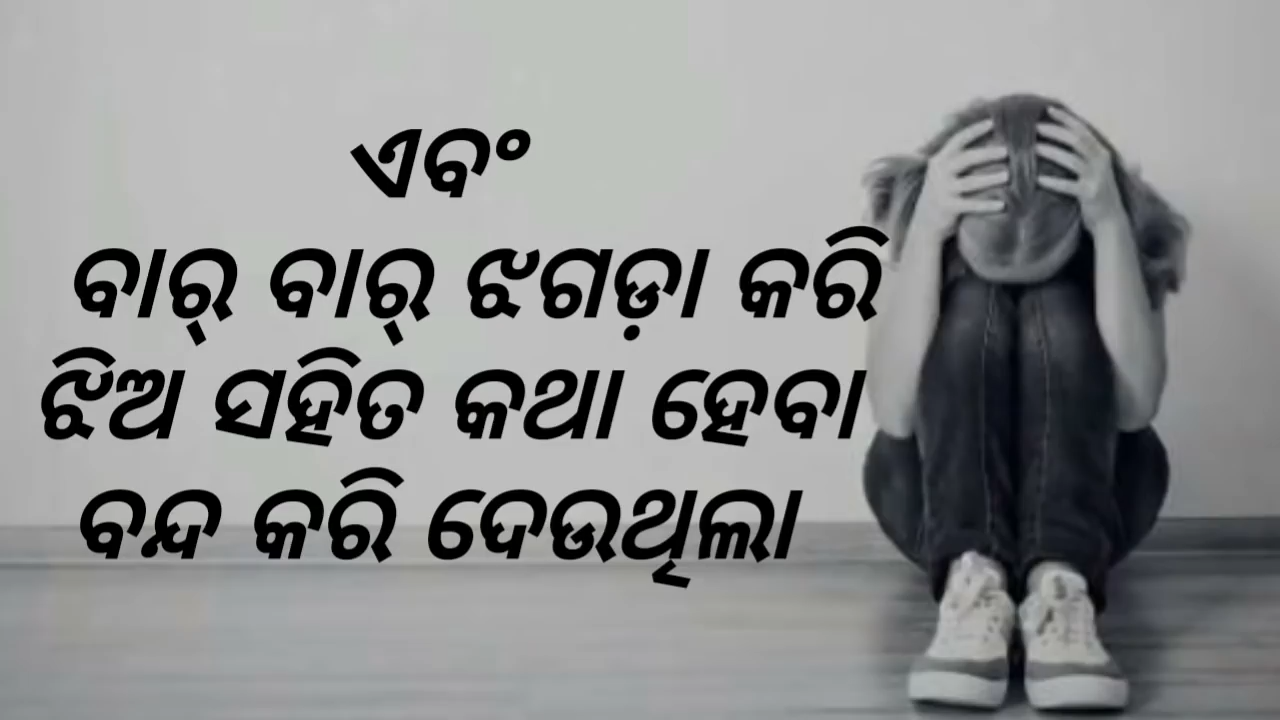 ଏବଂ
ବାର୍ ବାର୍ ଝଗଡ଼ା କରି
ଝିଅ ସହିତ କଥା ହେବା
ବନ୍ଦ କରି ଦେଉଥିଲା